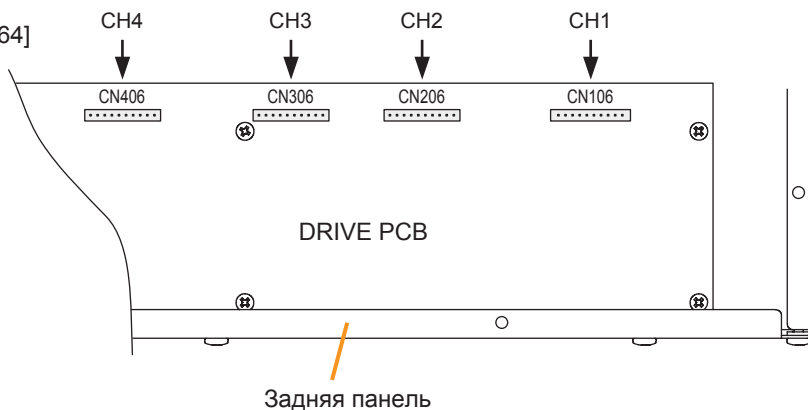 CH4 CH3 CH2 CH1
64]
CN406 CN306 CN206 CN106
DRIVE PCB
Задняя панель